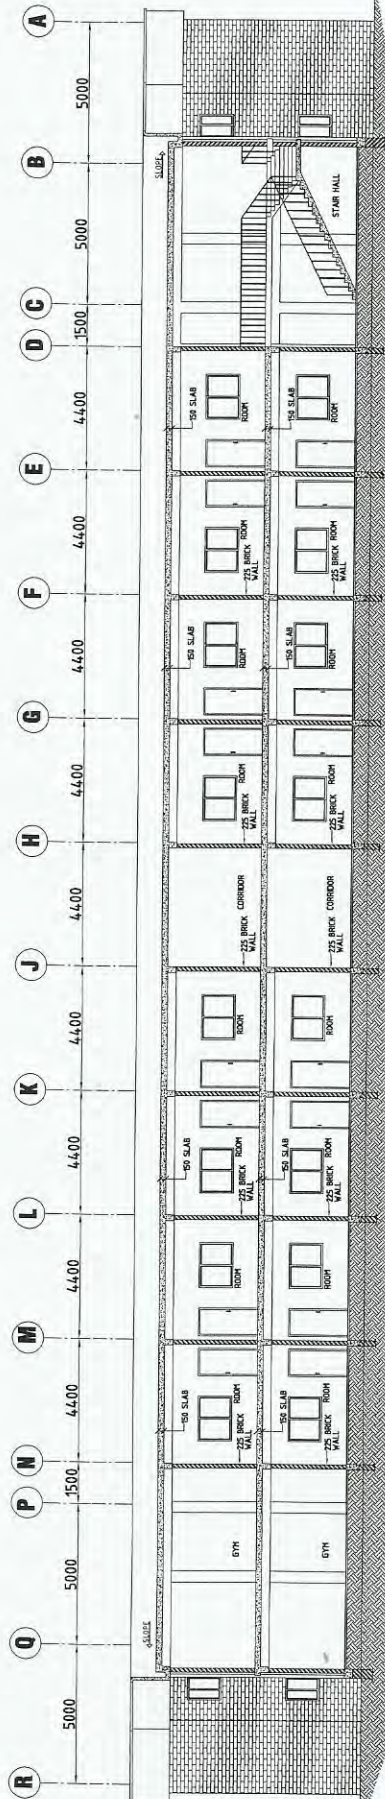 R Q P N M L K J H G F E D C B A
5000 5000 1500 4400 4400 4400 4400 4400 4400 4400 4400 4400 1500 5000 5000
SLOPE SLOPE
150 SLAB 150 SLAB 150 SLAB 150 SLAB
GYM
225 BRICK ROOM
WALL
ROOM
225 BRICK ROOM
WALL
ROOM
225 BRICK CORRIDOR
WALL
225 BRICK ROOM
WALL
ROOM
225 BRICK ROOM
WALL
ROOM
150 SLAB 150 SLAB 150 SLAB 150 SLAB
GYM
225 BRICK ROOM
WALL
ROOM
225 BRICK ROOM
WALL
ROOM
225 BRICK CORRIDOR
WALL
225 BRICK ROOM
WALL
ROOM
225 BRICK ROOM
WALL
ROOM
STAIR HALL